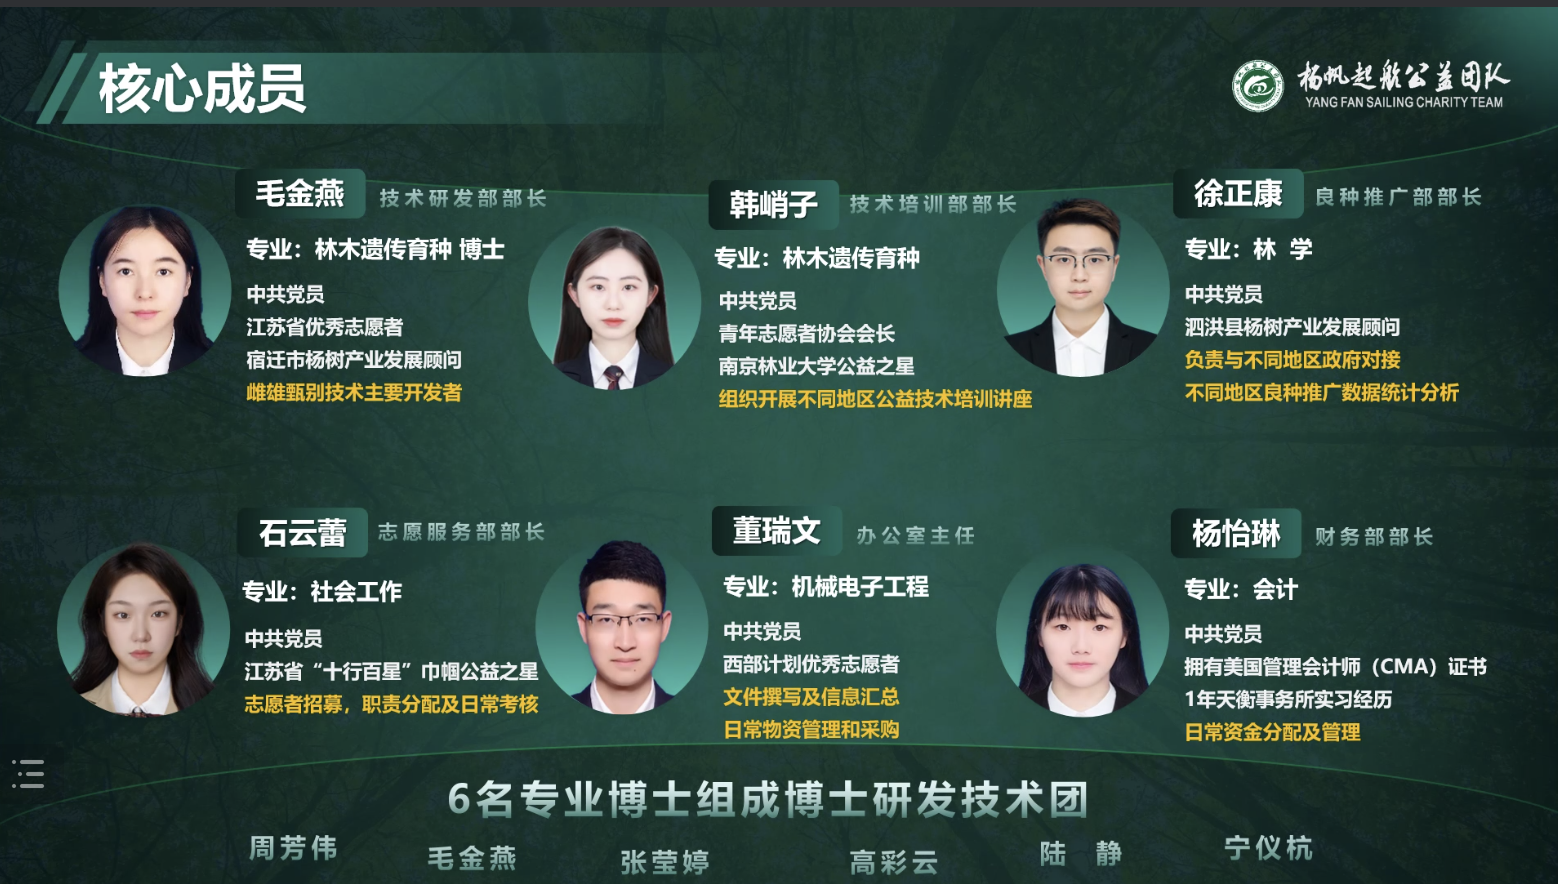 核心成员
杨帆起航公益团队
YANG FAN SAILING CHARITY TEAM
毛金燕 技术研发部部长
专业：林木遗传育种 博士
中共党员
江苏省优秀志愿者
宿迁市杨树产业发展顾问
雌雄甄别技术主要开发者
韩峭子 技术培训部部长
专业：林木遗传育种
中共党员
青年志愿者协会会长
南京林业大学公益之星
组织开展不同地区公益技术培训讲座
徐正康 良种推广部部长
专业：林 学
中共党员
泗洪县杨树产业发展顾问
负责与不同地区政府对接
不同地区良种推广数据统计分析
石云蕾 志愿服务部部长
专业：社会工作
中共党员
江苏省“十行百星”巾帼公益之星
志愿者招募，职责分配及日常考核
董瑞文 办公室主任
专业：机械电子工程
中共党员
西部计划优秀志愿者
文件撰写及信息汇总
日常物资管理和采购
杨怡琳 财务部部长
专业：会计
中共党员
拥有美国管理会计师（CMA）证书
1年天衡事务所实习经历
日常资金分配及管理
6名专业博士组成博士研发技术团
周芳伟 毛金燕 张莹婷 高彩云 陆 静 宁仪杭